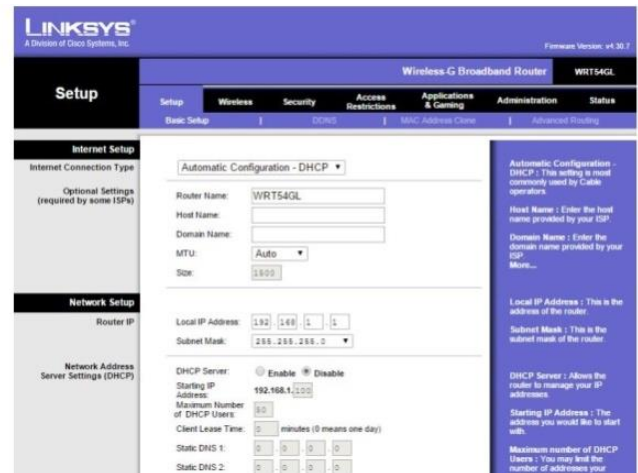 LINKSYS®
A Division of Cisco Systems, Inc.
Firmware Version: v4.30.7
Wireless-G Broadband Router WRT54GL
Setup
Setup Wireless Security Access Restrictions Applications & Gaming Administration Status
Basic Setup | DDNS | MAC Address Clone | Advanced Routing
Internet Setup
Internet Connection Type
Automatic Configuration - DHCP
Optional Settings
(required by some ISPs)
Router Name: WRT54GL
Host Name:
Domain Name:
MTU: Auto
Size: 1500
Network Setup
Router IP
Local IP Address: 192 . 168 . 1 . 1
Subnet Mask: 255.255.255.0
Network Address
Server Settings (DHCP)
DHCP Server: Enable Disable
Starting IP
Address: 192.168.1. 100
Maximum Number
of DHCP Users: 50
Client Lease Time: 0 minutes (0 means one day)
Static DNS 1: 0 . 0 . 0 . 0
Static DNS 2: 0 . 0 . 0 . 0
Automatic Configuration -
DHCP : This setting is most
commonly used by Cable
operators.
Host Name : Enter the host
name provided by your ISP.
Domain Name : Enter the
domain name provided by your
ISP.
More...
Local IP Address : This is the
address of the router.
Subnet Mask : This is the
subnet mask of the router.
DHCP Server : Allows the
router to manage your IP
addresses.
Starting IP Address : The
address you would like to start
with.
Maximum number of DHCP
Users : You may limit the
number of addresses your